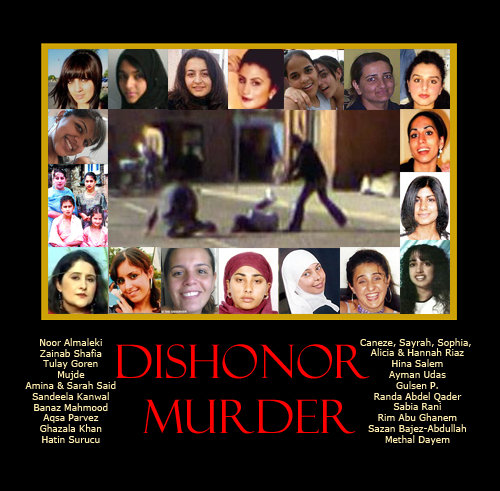 Noor Almaleki
Zainab Shafia
Tulay Goren
Mujde
Amina & Sarah Said
Sandeela Kanwal
Banaz Mahmood
Aqsa Parvez
Ghazala Khan
Hatin Surucu
DISHONOR
MURDER
Caneze, Sayrah, Sophia,
Alicia & Hannah Riaz
Hina Salem
Ayman Udas
Gulsen P.
Randa Abdel Qader
Sabia Rani
Rim Abu Ghanem
Sazan Bajez-Abdullah
Methal Dayem